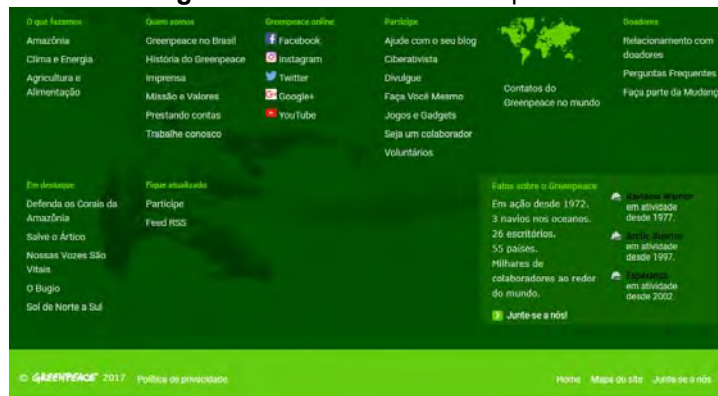 O que fazemos
Amazônia
Clima e Energia
Agricultura e
Alimentação
Quem somos
Greenpeace no Brasil
História do Greenpeace
Imprensa
Missão e Valores
Prestando contas
Trabalhe conosco
Greenpeace online
Facebook
Instagram
Twitter
Google+
YouTube
Participe
Ajude com o seu blog
Ciberativista
Divulgue
Faça Você Mesmo
Jogos e Gadgets
Seja um colaborador
Voluntários
Contatos do
Greenpeace no mundo
Doadores
Relacionamento com
doadores
Perguntas Frequentes
Faça parte da Mudanç
Em destaque
Defenda os Corais da
Amazônia
Salve o Ártico
Nossas Vozes São
Vitais
O Bugio
Sol de Norte a Sul
Fique atualizado
Participe
Feed RSS
Fatos sobre o Greenpeace
Em ação desde 1972.
3 navios nos oceanos.
26 escritórios.
55 países.
Milhares de
colaboradores ao redor
do mundo.
Junte-se a nós!
Rainbow Warrior
em atividade
desde 1977.
Arctic Sunrise
em atividade
desde 1997.
Esperanza
em atividade
desde 2002.
© GREENPEACE 2017 Política de privacidade
Home Mapa do site Junte-se a nós